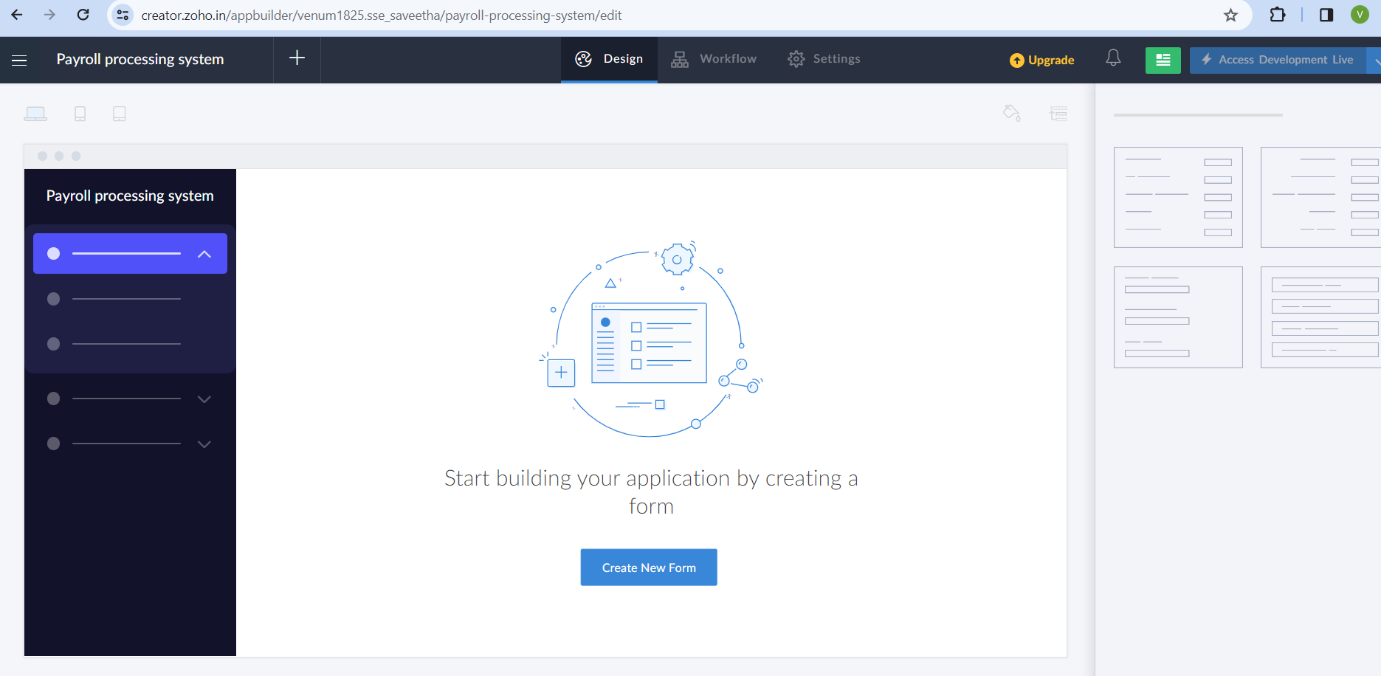 creator.zoho.in/appbuilder/venum1825.sse_saveetha/payroll-processing-system/edit
V
Payroll processing system
Design
Workflow
Settings
Upgrade
Access Development Live
Payroll processing system
Start building your application by creating a
form
Create New Form